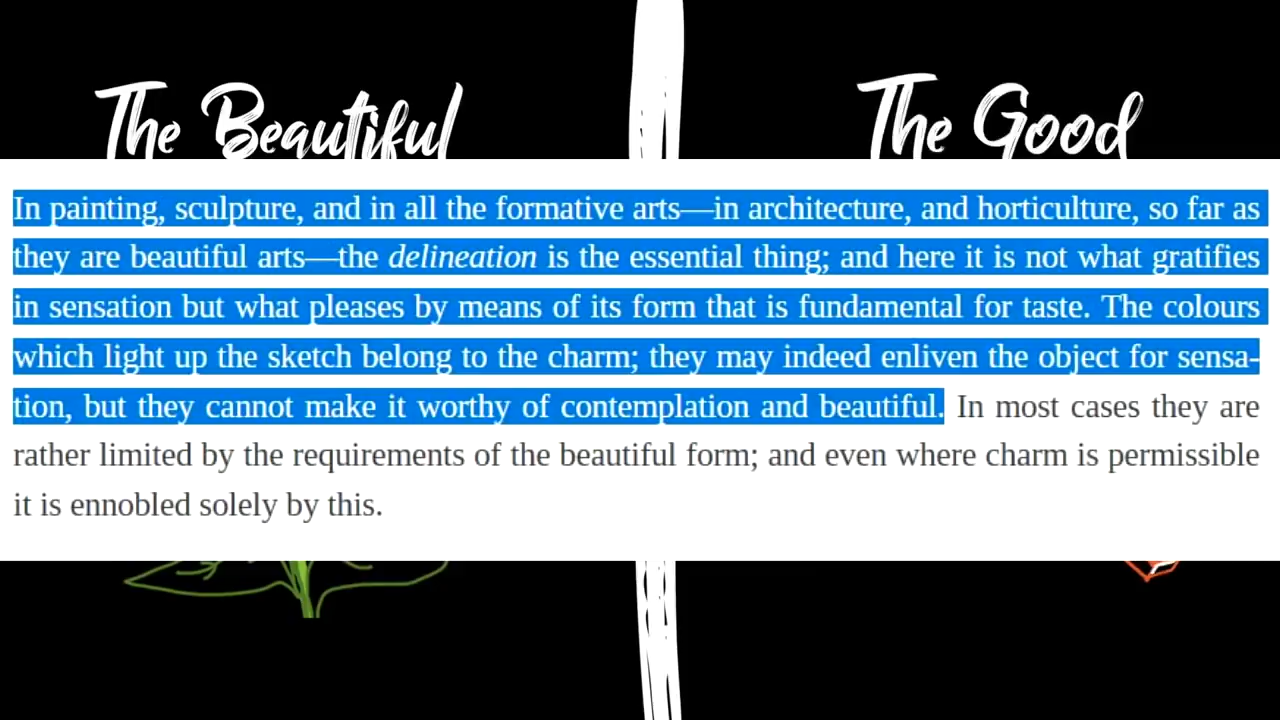 The Beautiful
The Good
In painting, sculpture, and in all the formative arts—in architecture, and horticulture, so far as
they are beautiful arts—the delineation is the essential thing; and here it is not what gratifies
in sensation but what pleases by means of its form that is fundamental for taste. The colours
which light up the sketch belong to the charm; they may indeed enliven the object for sensa-
tion, but they cannot make it worthy of contemplation and beautiful. In most cases they are
rather limited by the requirements of the beautiful form; and even where charm is permissible
it is ennobled solely by this.